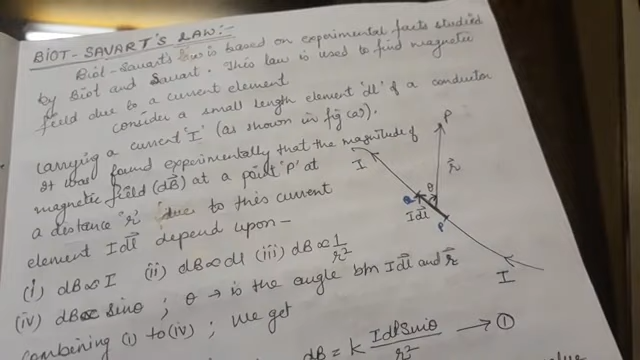 BIOT-SAVART'S LAW:-
Biot-Savart's law is based on experimental facts studied
by Biot and Savart. This law is used to find magnetic
field due to a current element
consider a small length element 'dl' of a conductor
carrying a current 'I' (as shown in fig (a)).
It was found experimentally that the magnitude of
magnetic field (dB⃗) at a point 'P' at
a distance 'r' due to this current
element Idl⃗ depend upon -
(i) dB∝I (ii) dB∝dl (iii) dB∝1/r²
(iv) dB∝ sinθ ; θ → is the angle b/n Idl⃗ and r⃗
combining (i) to (iv) ; we get
dB = k Idlsinθ/r² → ①
P
r⃗
θ
I
Q
Idl⃗
P
I